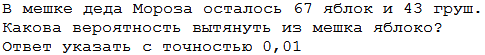 В мешке деда Мороза осталось 67 яблок и 43 груш.
Какова вероятность вытянуть из мешка яблоко?
Ответ указать с точностью 0,01